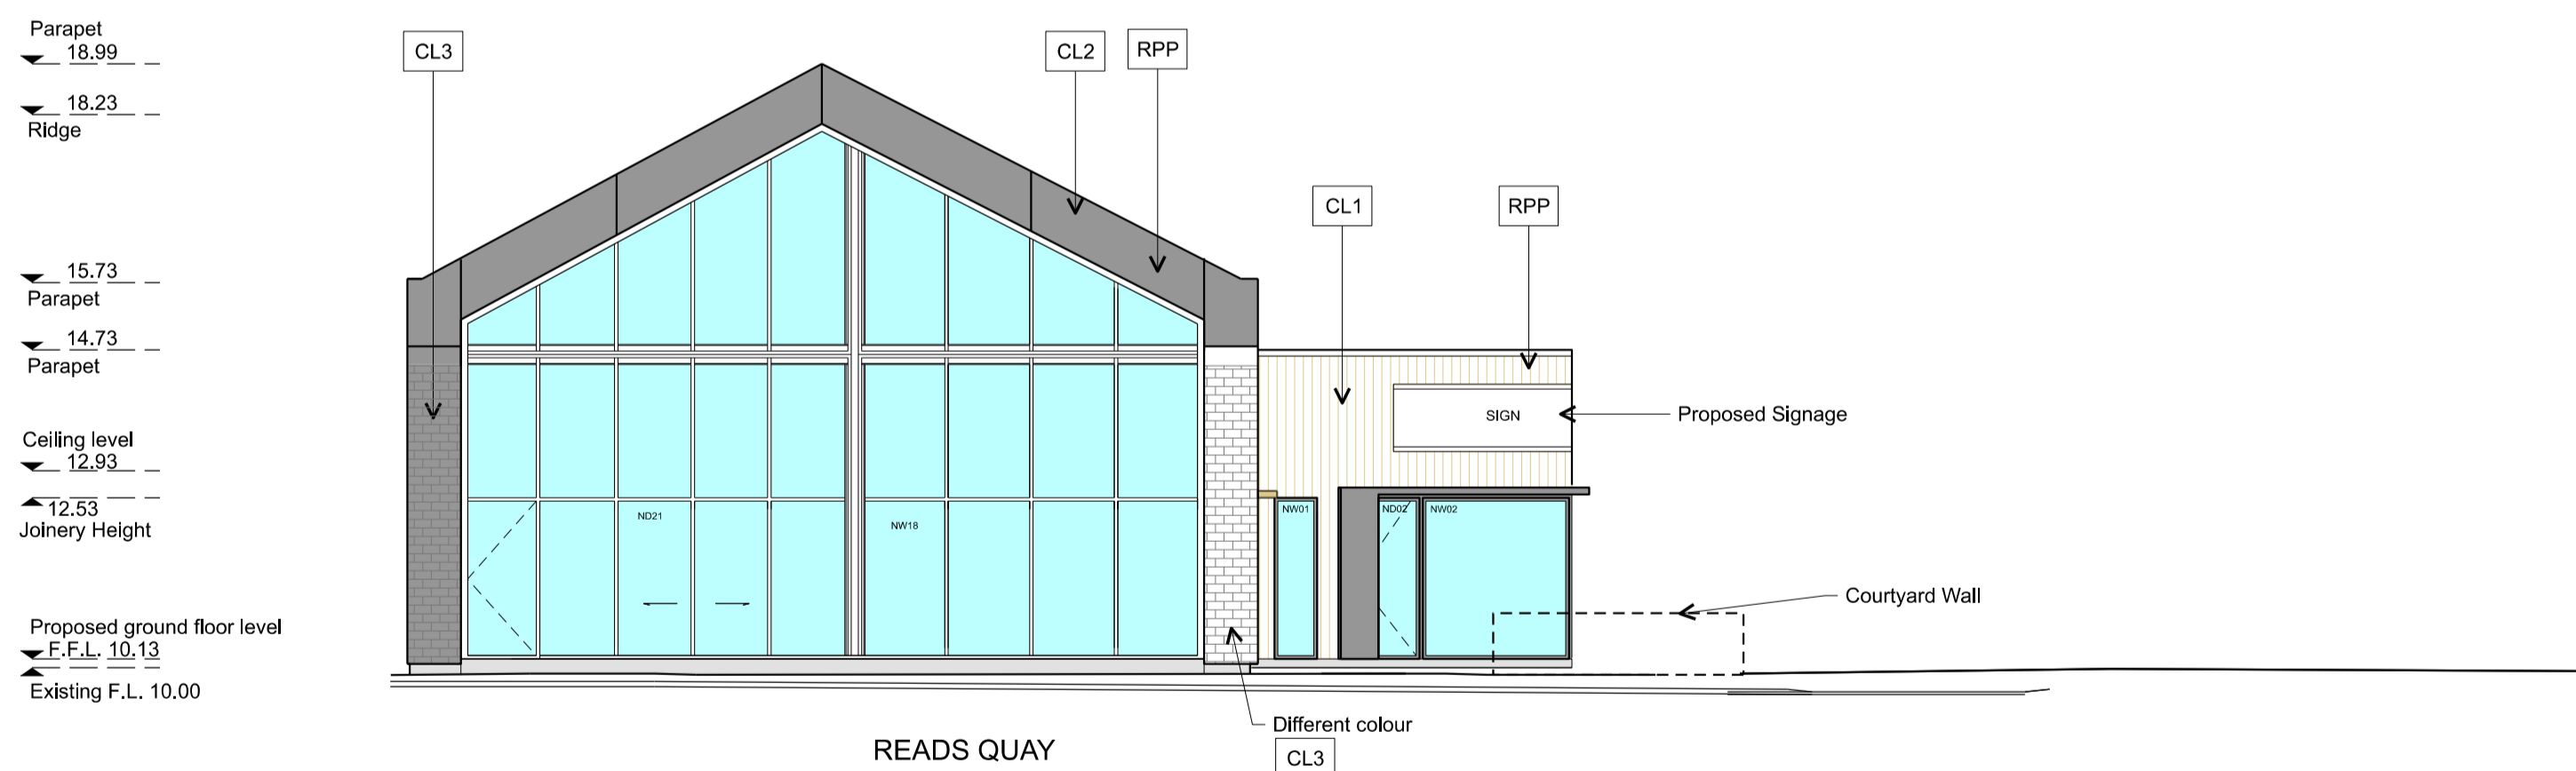 Parapet
18.99
18.23
Ridge
15.73
Parapet
14.73
Parapet
Ceiling level
12.93
12.53
Joinery Height
Proposed ground floor level
F.F.L. 10.13
Existing F.L. 10.00
CL3
CL2
RPP
CL1
RPP
SIGN
Proposed Signage
ND21
NW18
NW01
ND02
NW02
Courtyard Wall
Different colour
CL3
READS QUAY